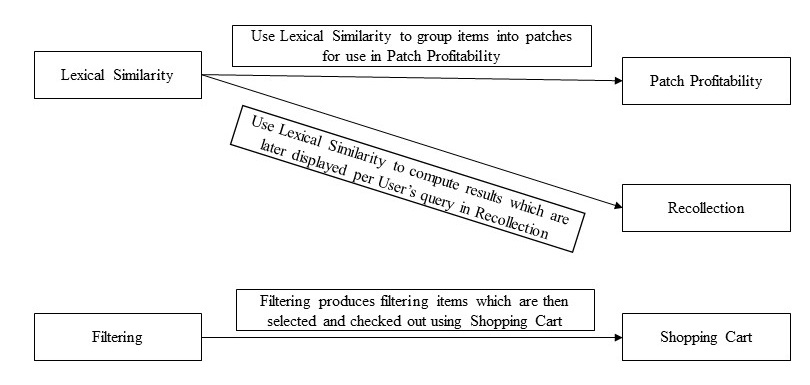 Use Lexical Similarity to group items into patches
for use in Patch Profitability
Lexical Similarity
Patch Profitability
Use Lexical Similarity to compute results which are
later displayed per User's query in Recollection
Recollection
Filtering produces filtering items which are then
selected and checked out using Shopping Cart
Filtering
Shopping Cart